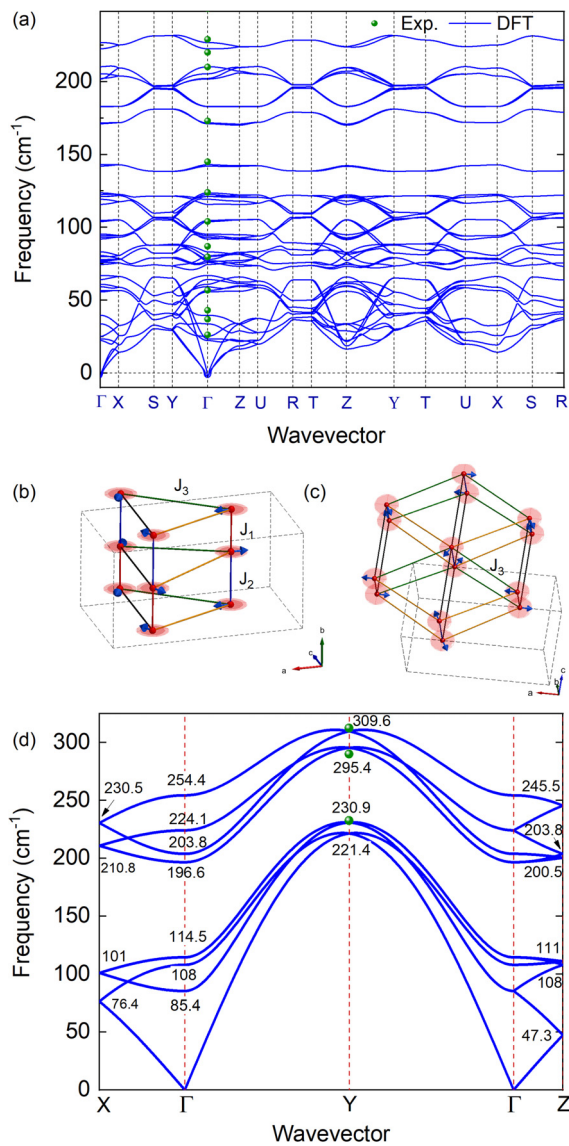 (a)
Exp. DFT
Frequency (cm⁻¹)
200
150
100
50
0
Γ X S Y Γ Z U R T Z Y T U X S R
Wavevector
(b)
J₃
J₁
J₂
b
c
a
(c)
J₃
c
b
a
(d)
Frequency (cm⁻¹)
300
250
200
150
100
50
0
309.6
295.4
230.9
221.4
230.5
254.4
245.5
224.1
203.8
203.8
210.8
196.6
200.5
114.5
111
101
108
108
76.4
85.4
47.3
X Γ Y Γ Z
Wavevector